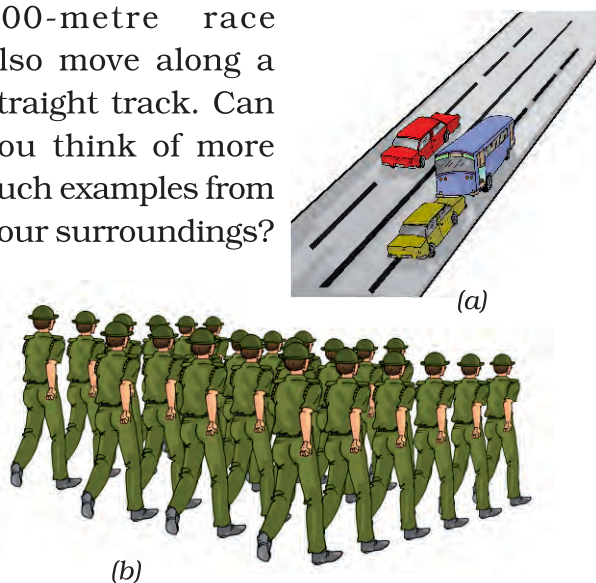 00-metre race
lso move along a
traight track. Can
ou think of more
uch examples from
our surroundings?
(a)
(b)